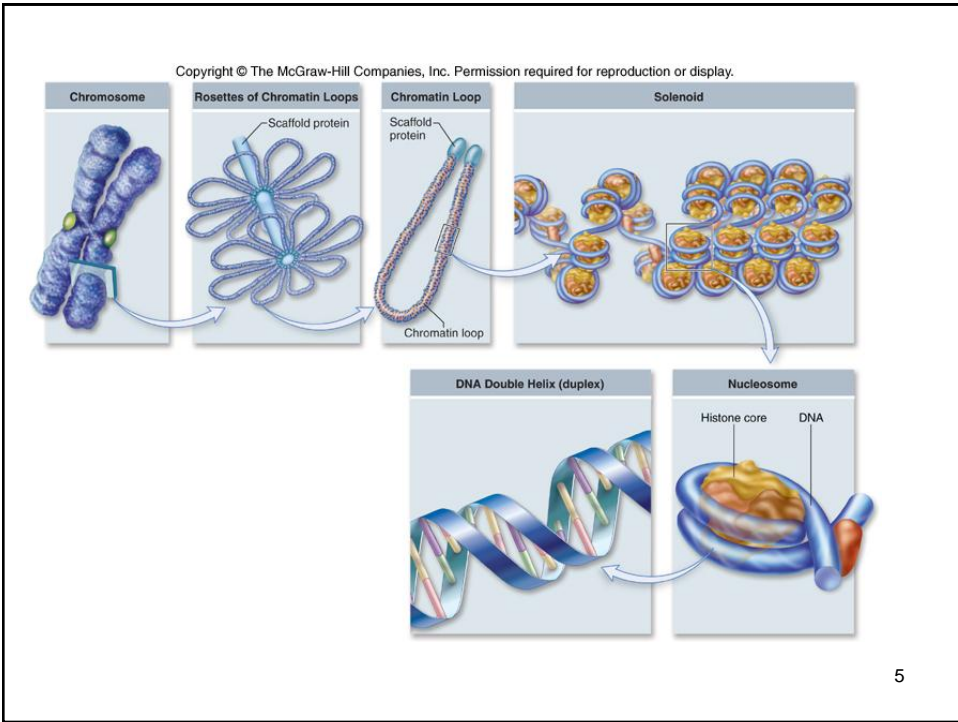 Copyright © The McGraw-Hill Companies, Inc. Permission required for reproduction or display.
Chromosome
Rosettes of Chromatin Loops
Scaffold protein
Chromatin Loop
Scaffold
protein
Chromatin loop
Solenoid
DNA Double Helix (duplex)
Nucleosome
Histone core
DNA
5